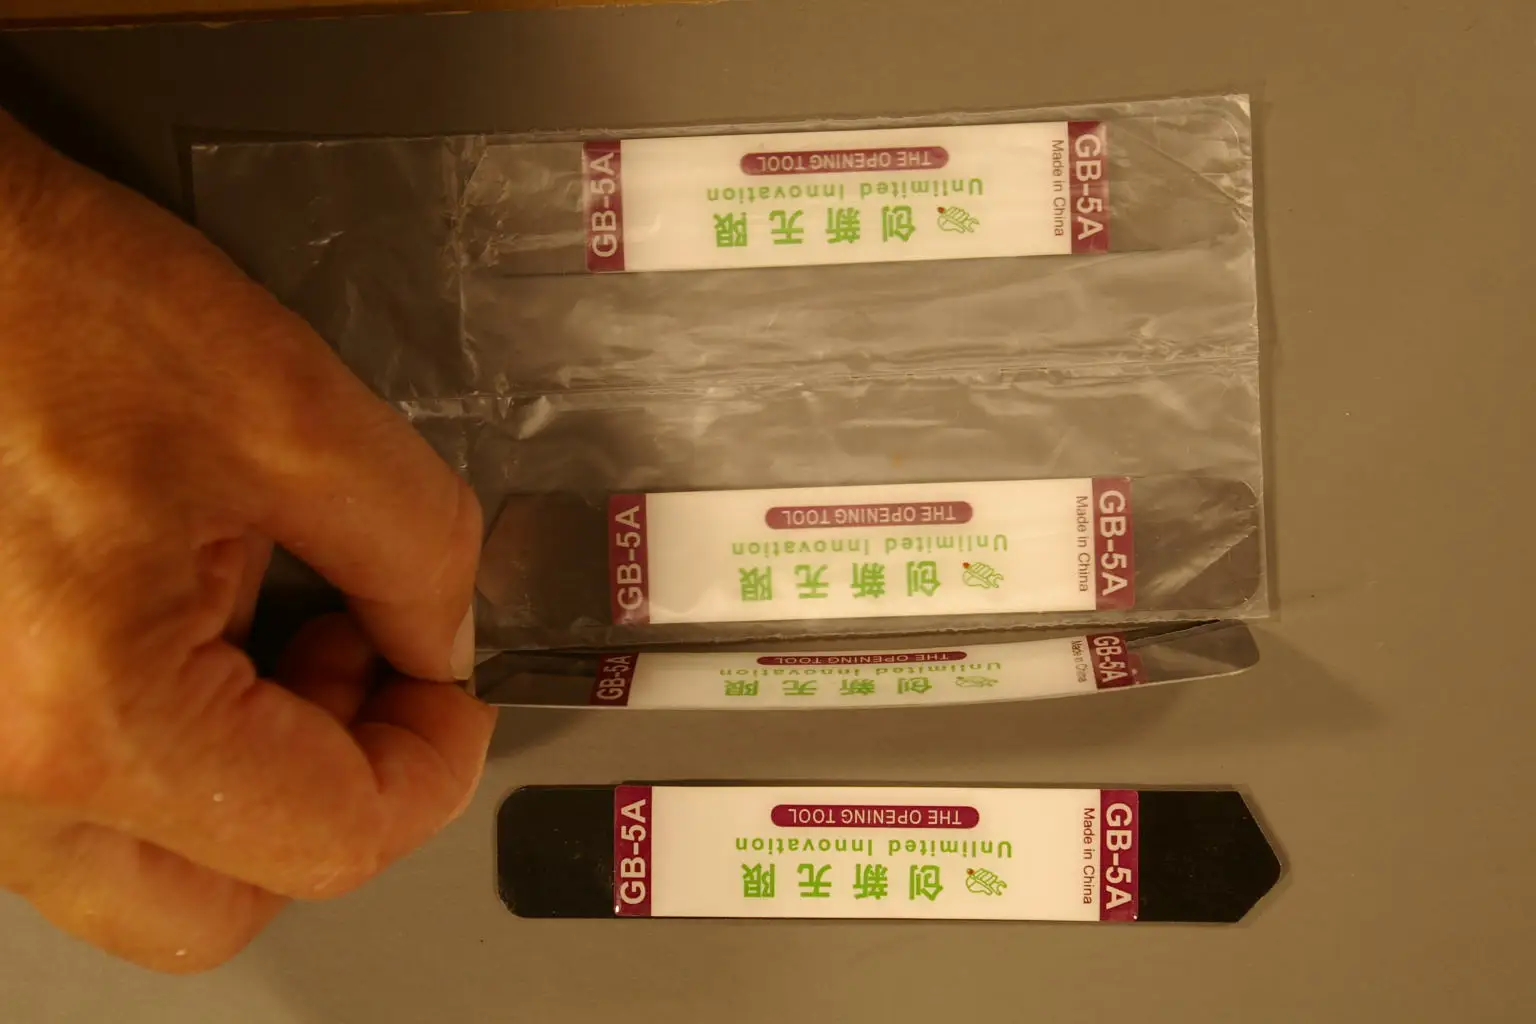 GB-5A
THE OPENING TOOL
Unlimited Innovation
创新无限
Made in China
GB-5A
GB-5A
THE OPENING TOOL
Unlimited Innovation
创新无限
Made in China
GB-5A
GB-5A
THE OPENING TOOL
Unlimited Innovation
创新无限
Made in China
GB-5A
GB-5A
THE OPENING TOOL
Unlimited Innovation
创新无限
Made in China
GB-5A